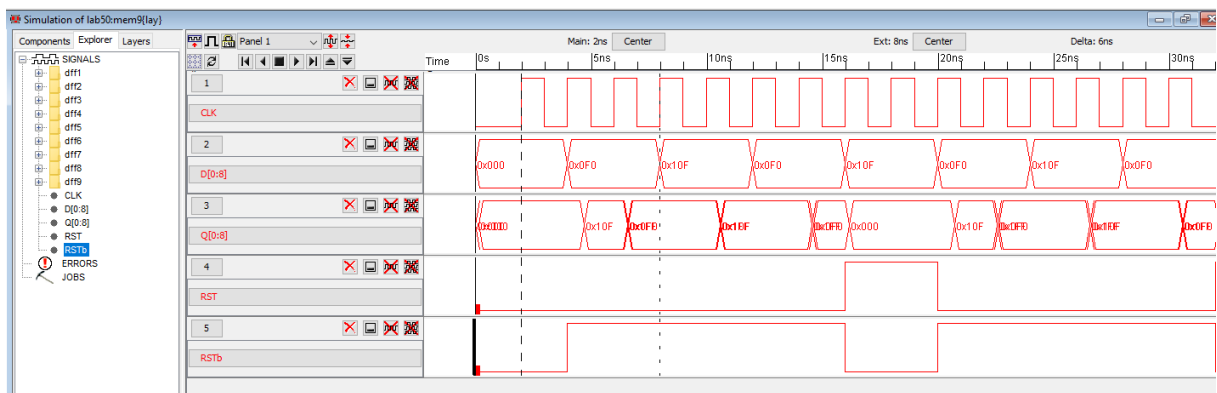 Simulation of lab50:mem9{lay}
Components Explorer Layers
Panel 1
Main: 2ns Center Ext: 8ns Center Delta: 6ns
Time 0s 5ns 10ns 15ns 20ns 25ns 30ns
SIGNALS
dff1
dff2
dff3
dff4
dff5
dff6
dff7
dff8
dff9
CLK
D[0:8]
Q[0:8]
RST
RSTb
ERRORS
JOBS
1
CLK
2
D[0:8]
0x000 0x0F0 0x10F 0x0F0 0x10F 0x0F0 0x10F 0x0F0
3
Q[0:8]
0x10F 0x000 0x10F
4
RST
5
RSTb